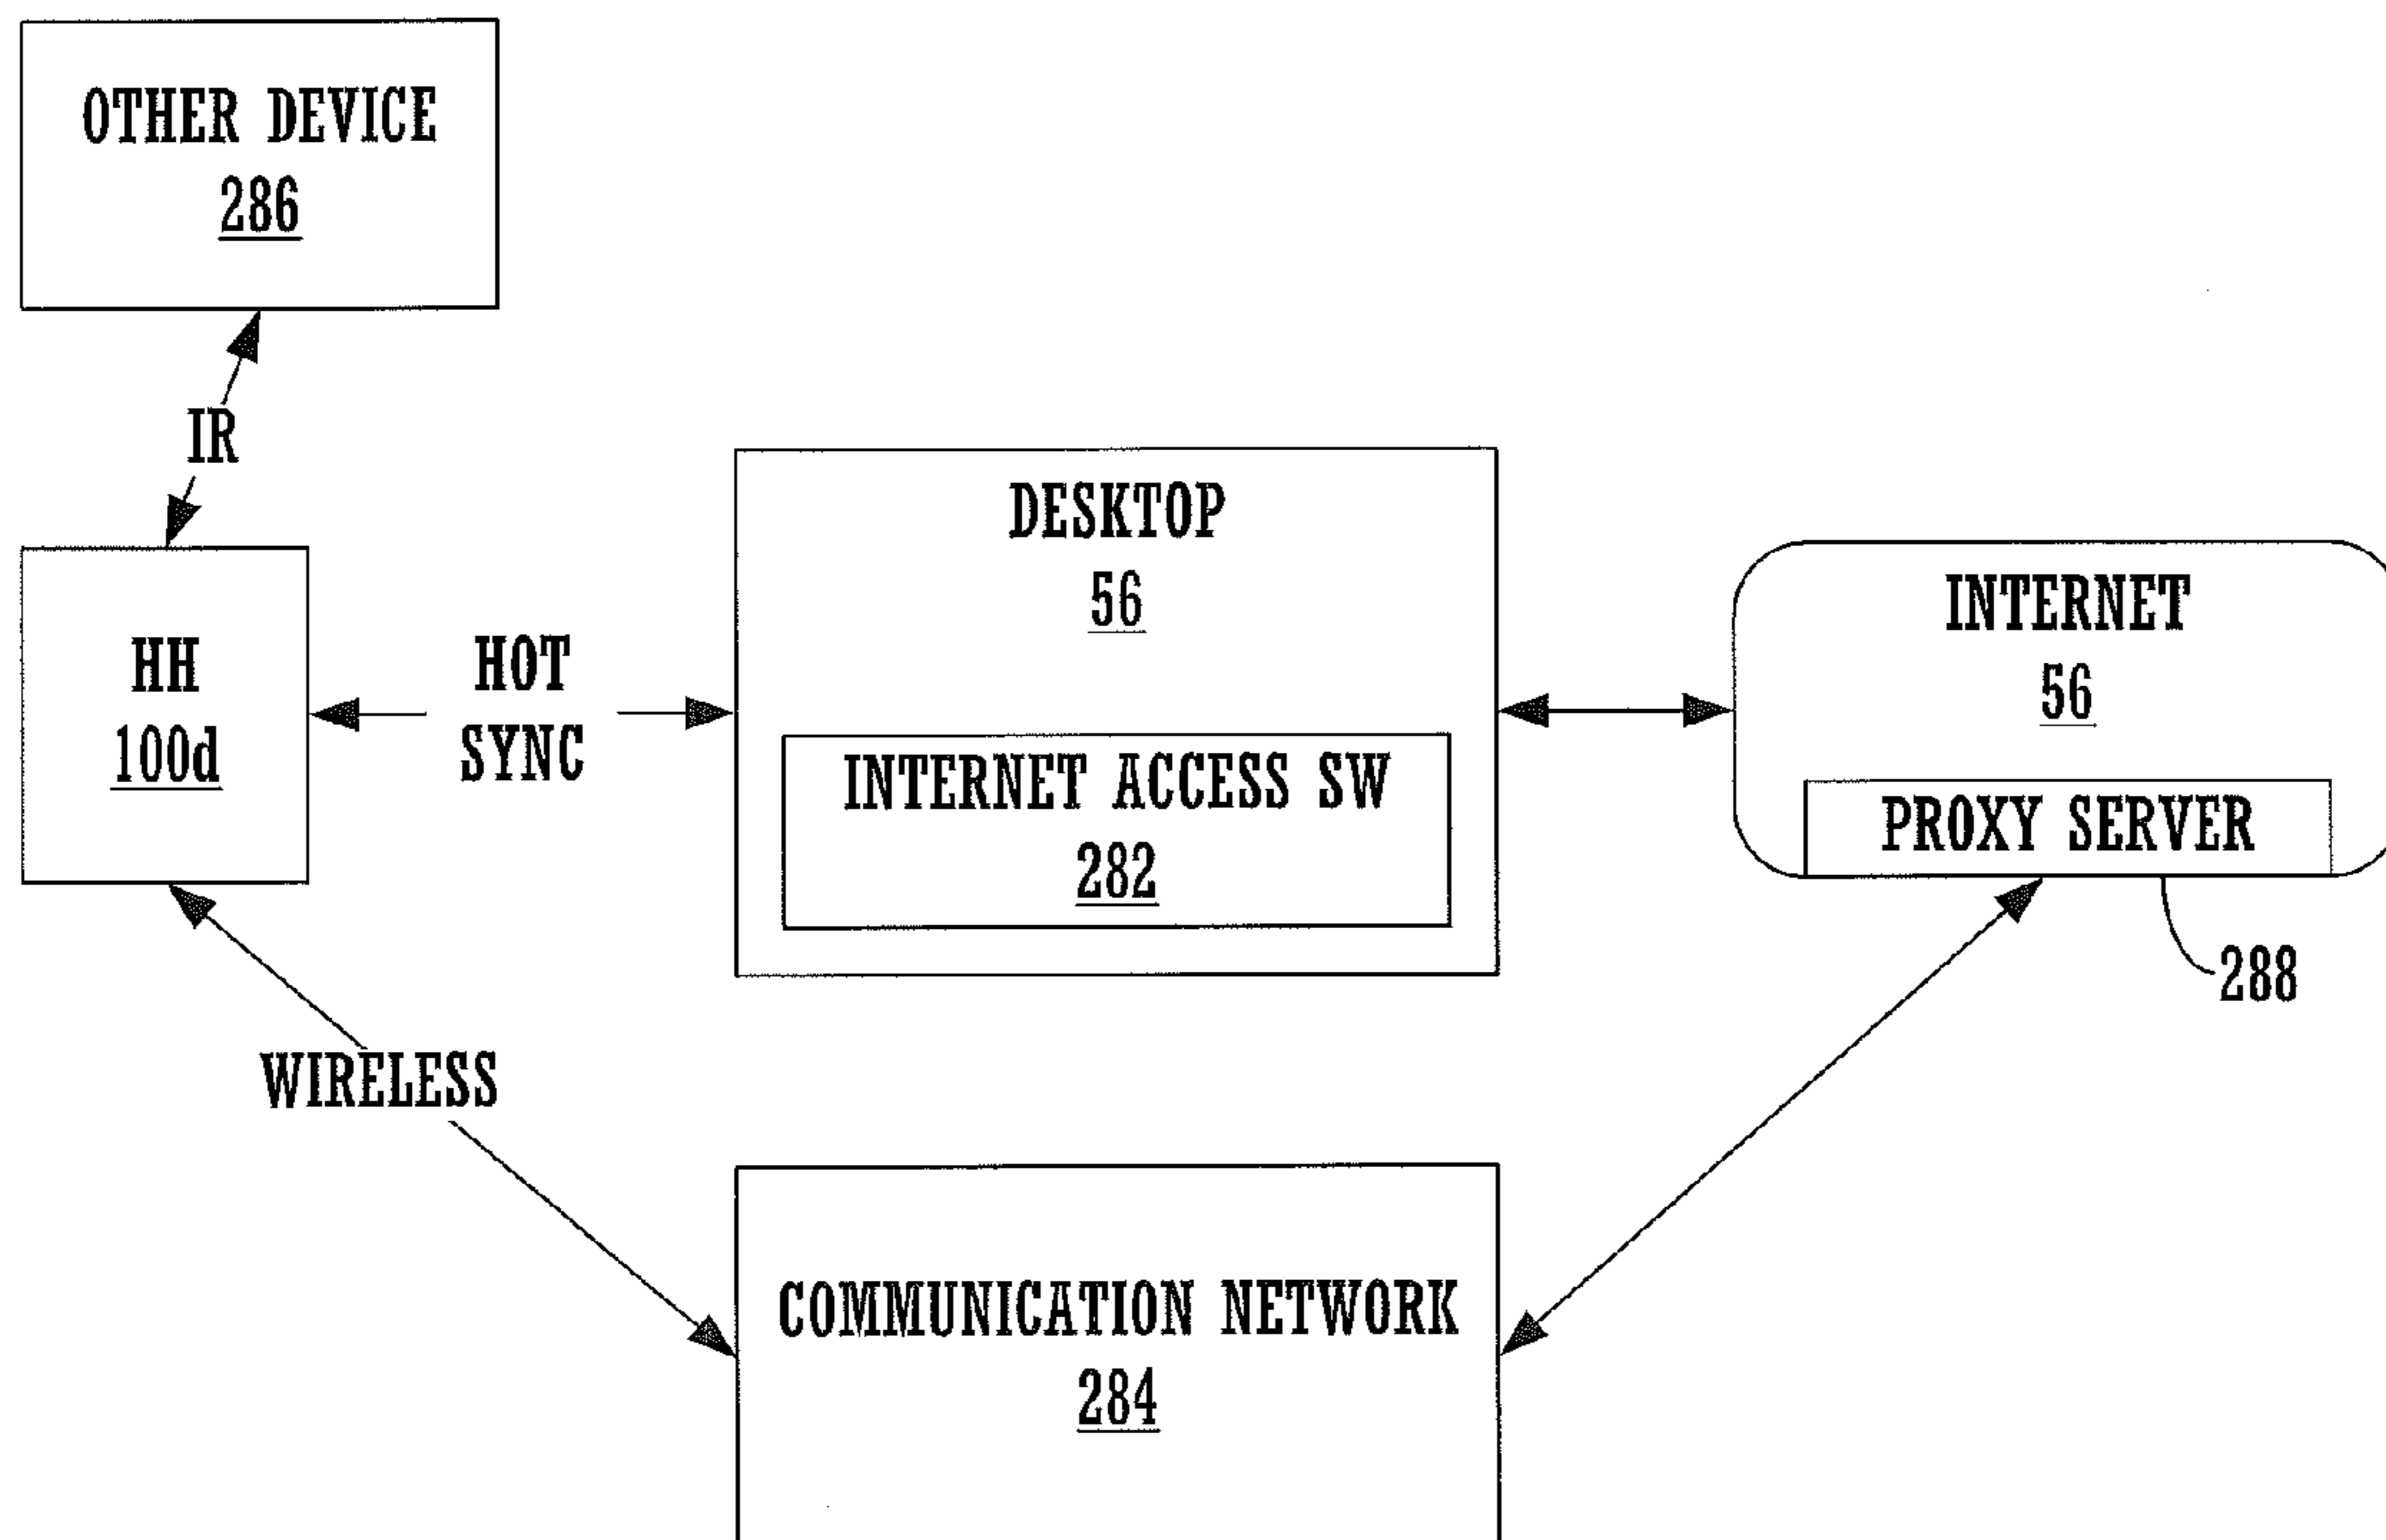 OTHER DEVICE
286
IR
HH
100d
HOT
SYNC
DESKTOP
56
INTERNET ACCESS SW
282
INTERNET
56
PROXY SERVER
288
WIRELESS
COMMUNICATION NETWORK
284